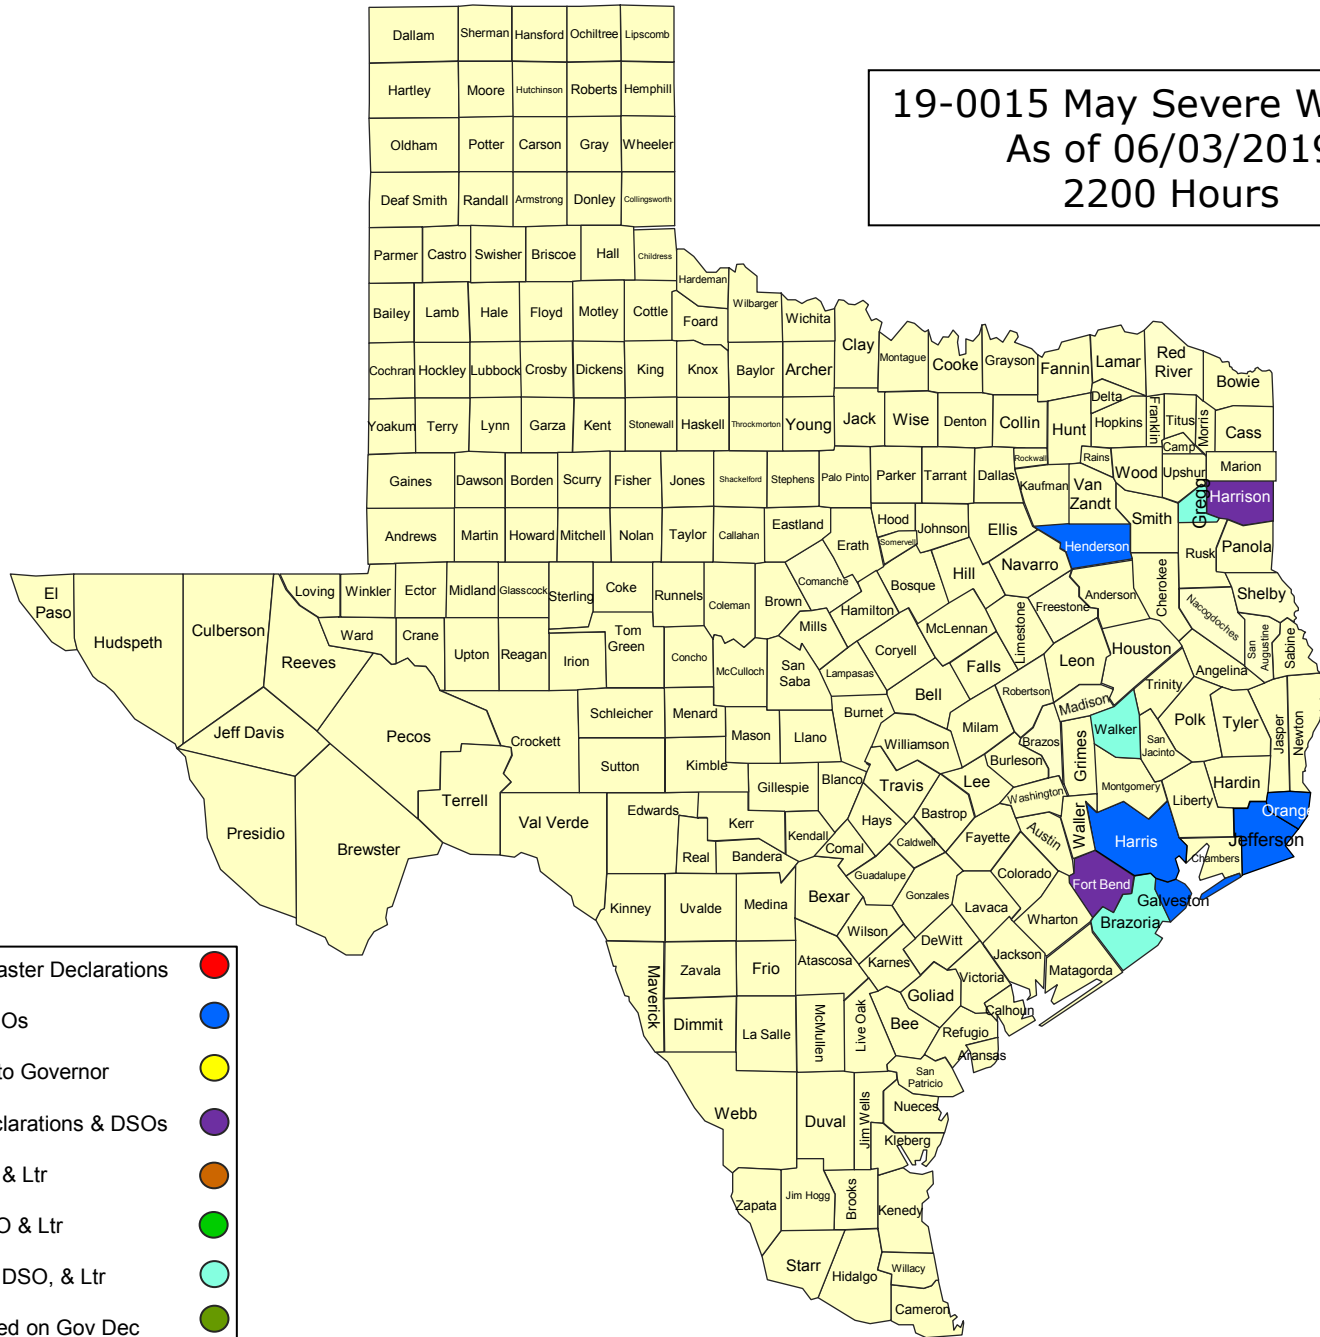 Dallam Sherman Hansford Ochiltree Lipscomb
Hartley Moore Hutchinson Roberts Hemphill
19-0015 May Severe W
As of 06/03/2019
2200 Hours
Oldham Potter Carson Gray Wheeler
Deaf Smith Randall Armstrong Donley Collingsworth
Parmer Castro Swisher Briscoe Hall Childress
Hardeman
Bailey Lamb Hale Floyd Motley Cottle Foard Wilbarger Wichita
Clay Montague Cooke Grayson Fannin Lamar Red River Bowie
Cochran Hockley Lubbock Crosby Dickens King Knox Baylor Archer
Delta
Yoakum Terry Lynn Garza Kent Stonewall Haskell Throckmorton Young Jack Wise Denton Collin Hunt Hopkins Franklin Titus Morris Cass
Camp
Rockwall Rains Wood Upshur Marion
Gaines Dawson Borden Scurry Fisher Jones Shackelford Stephens Palo Pinto Parker Tarrant Dallas Kaufman Van Zandt Gregg Harrison
Andrews Martin Howard Mitchell Nolan Taylor Callahan Eastland Hood Johnson Ellis Smith
Erath Somervell Henderson Rusk Panola
El Paso Hudspeth Culberson Loving Winkler Ector Midland Glasscock Sterling Coke Runnels Coleman Brown Comanche Bosque Hill Navarro Anderson Cherokee Shelby
Hamilton Freestone Limestone Nacogdoches
Reeves Ward Crane Upton Reagan Irion Tom Green Concho McCulloch San Saba Mills Lampasas Coryell McLennan Falls Leon Houston Angelina San Augustine Sabine
Jeff Davis Pecos Crockett Schleicher Menard Mason Llano Burnet Bell Milam Robertson Madison Walker Trinity San Jacinto Polk Tyler Jasper Newton
Sutton Kimble Gillespie Blanco Williamson Travis Lee Burleson Brazos Grimes Montgomery Liberty Hardin
Presidio Brewster Terrell Val Verde Edwards Kerr Real Bandera Kendall Comal Hays Caldwell Bastrop Fayette Washington Austin Waller Harris Chambers Jefferson Orange
Kinney Uvalde Medina Bexar Guadalupe Gonzales Lavaca Colorado Wharton Fort Bend Brazoria Galveston
Maverick Zavala Frio Atascosa Wilson Karnes DeWitt Jackson Matagorda
Dimmit La Salle McMullen Live Oak Bee Goliad Victoria Calhoun Refugio Aransas
San Patricio
Webb Duval Jim Wells Nueces
Kleberg
Zapata Jim Hogg Brooks Kenedy
Starr Hidalgo Willacy
Cameron
aster Declarations
Os
to Governor
clarations & DSOs
& Ltr
O & Ltr
DSO, & Ltr
ed on Gov Dec